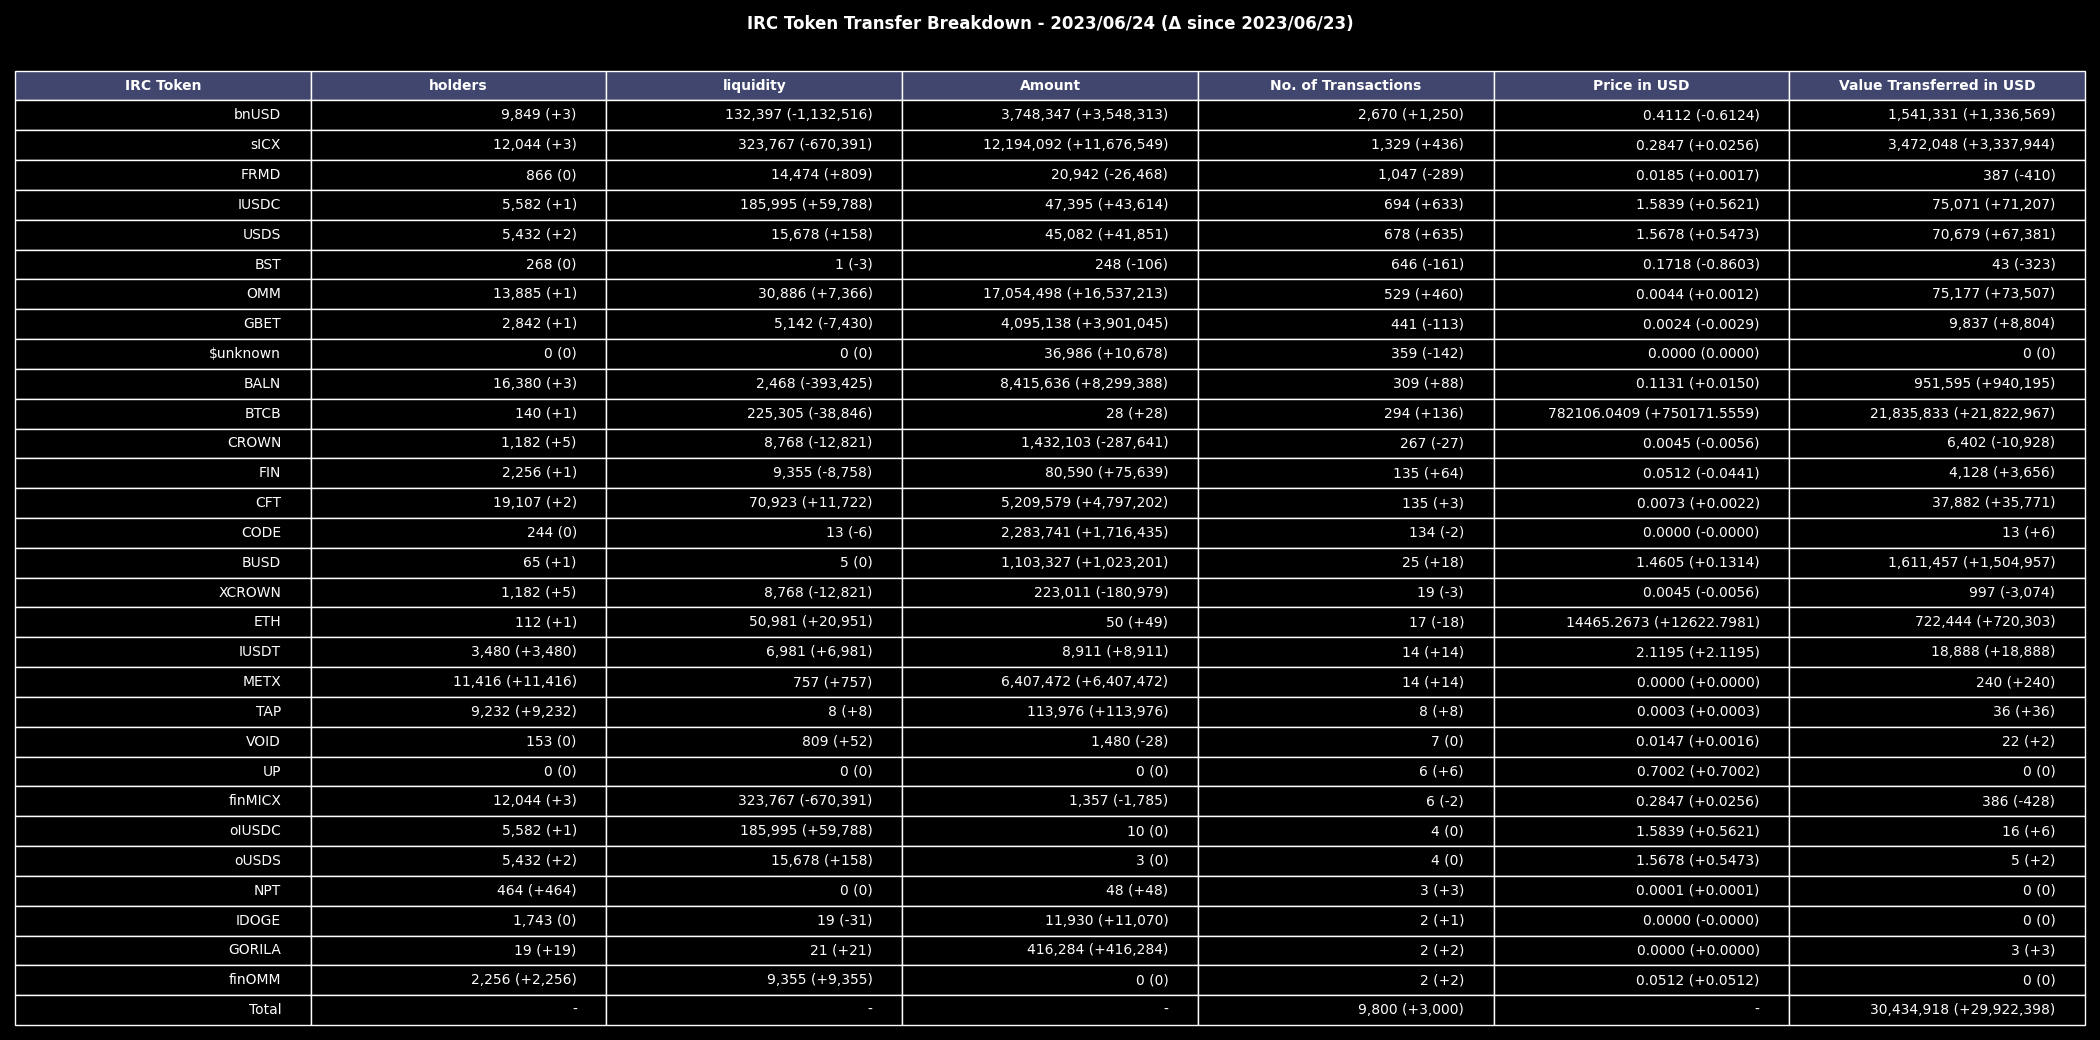 IRC Token Transfer Breakdown - 2023/06/24 (Δ since 2023/06/23)
IRC Token holders liquidity Amount No. of Transactions Price in USD Value Transferred in USD
bnUSD 9,849 (+3) 132,397 (-1,132,516) 3,748,347 (+3,548,313) 2,670 (+1,250) 0.4112 (-0.6124) 1,541,331 (+1,336,569)
sICX 12,044 (+3) 323,767 (-670,391) 12,194,092 (+11,676,549) 1,329 (+436) 0.2847 (+0.0256) 3,472,048 (+3,337,944)
FRMD 866 (0) 14,474 (+809) 20,942 (-26,468) 1,047 (-289) 0.0185 (+0.0017) 387 (-410)
IUSDC 5,582 (+1) 185,995 (+59,788) 47,395 (+43,614) 694 (+633) 1.5839 (+0.5621) 75,071 (+71,207)
USDS 5,432 (+2) 15,678 (+158) 45,082 (+41,851) 678 (+635) 1.5678 (+0.5473) 70,679 (+67,381)
BST 268 (0) 1 (-3) 248 (-106) 646 (-161) 0.1718 (-0.8603) 43 (-323)
OMM 13,885 (+1) 30,886 (+7,366) 17,054,498 (+16,537,213) 529 (+460) 0.0044 (+0.0012) 75,177 (+73,507)
GBET 2,842 (+1) 5,142 (-7,430) 4,095,138 (+3,901,045) 441 (-113) 0.0024 (-0.0029) 9,837 (+8,804)
$unknown 0 (0) 0 (0) 36,986 (+10,678) 359 (-142) 0.0000 (0.0000) 0 (0)
BALN 16,380 (+3) 2,468 (-393,425) 8,415,636 (+8,299,388) 309 (+88) 0.1131 (+0.0150) 951,595 (+940,195)
BTCB 140 (+1) 225,305 (-38,846) 28 (+28) 294 (+136) 782106.0409 (+750171.5559) 21,835,833 (+21,822,967)
CROWN 1,182 (+5) 8,768 (-12,821) 1,432,103 (-287,641) 267 (-27) 0.0045 (-0.0056) 6,402 (-10,928)
FIN 2,256 (+1) 9,355 (-8,758) 80,590 (+75,639) 135 (+64) 0.0512 (-0.0441) 4,128 (+3,656)
CFT 19,107 (+2) 70,923 (+11,722) 5,209,579 (+4,797,202) 135 (+3) 0.0073 (+0.0022) 37,882 (+35,771)
CODE 244 (0) 13 (-6) 2,283,741 (+1,716,435) 134 (-2) 0.0000 (-0.0000) 13 (+6)
BUSD 65 (+1) 5 (0) 1,103,327 (+1,023,201) 25 (+18) 1.4605 (+0.1314) 1,611,457 (+1,504,957)
XCROWN 1,182 (+5) 8,768 (-12,821) 223,011 (-180,979) 19 (-3) 0.0045 (-0.0056) 997 (-3,074)
ETH 112 (+1) 50,981 (+20,951) 50 (+49) 17 (-18) 14465.2673 (+12622.7981) 722,444 (+720,303)
IUSDT 3,480 (+3,480) 6,981 (+6,981) 8,911 (+8,911) 14 (+14) 2.1195 (+2.1195) 18,888 (+18,888)
METX 11,416 (+11,416) 757 (+757) 6,407,472 (+6,407,472) 14 (+14) 0.0000 (+0.0000) 240 (+240)
TAP 9,232 (+9,232) 8 (+8) 113,976 (+113,976) 8 (+8) 0.0003 (+0.0003) 36 (+36)
VOID 153 (0) 809 (+52) 1,480 (-28) 7 (0) 0.0147 (+0.0016) 22 (+2)
UP 0 (0) 0 (0) 0 (0) 6 (+6) 0.7002 (+0.7002) 0 (0)
finMICX 12,044 (+3) 323,767 (-670,391) 1,357 (-1,785) 6 (-2) 0.2847 (+0.0256) 386 (-428)
oIUSDC 5,582 (+1) 185,995 (+59,788) 10 (0) 4 (0) 1.5839 (+0.5621) 16 (+6)
oUSDS 5,432 (+2) 15,678 (+158) 3 (0) 4 (0) 1.5678 (+0.5473) 5 (+2)
NPT 464 (+464) 0 (0) 48 (+48) 3 (+3) 0.0001 (+0.0001) 0 (0)
IDOGE 1,743 (0) 19 (-31) 11,930 (+11,070) 2 (+1) 0.0000 (-0.0000) 0 (0)
GORILA 19 (+19) 21 (+21) 416,284 (+416,284) 2 (+2) 0.0000 (+0.0000) 3 (+3)
finOMM 2,256 (+2,256) 9,355 (+9,355) 0 (0) 2 (+2) 0.0512 (+0.0512) 0 (0)
Total - - - 9,800 (+3,000) - 30,434,918 (+29,922,398)